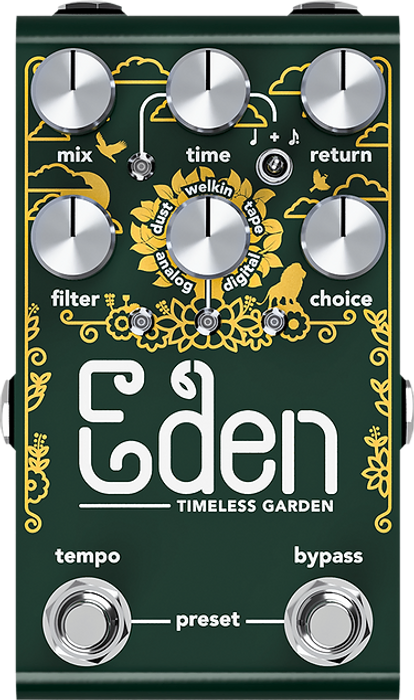 mix
time
return
dust
welkin
tape
analog
digital
filter
choice
Eden
TIMELESS GARDEN
tempo
bypass
preset